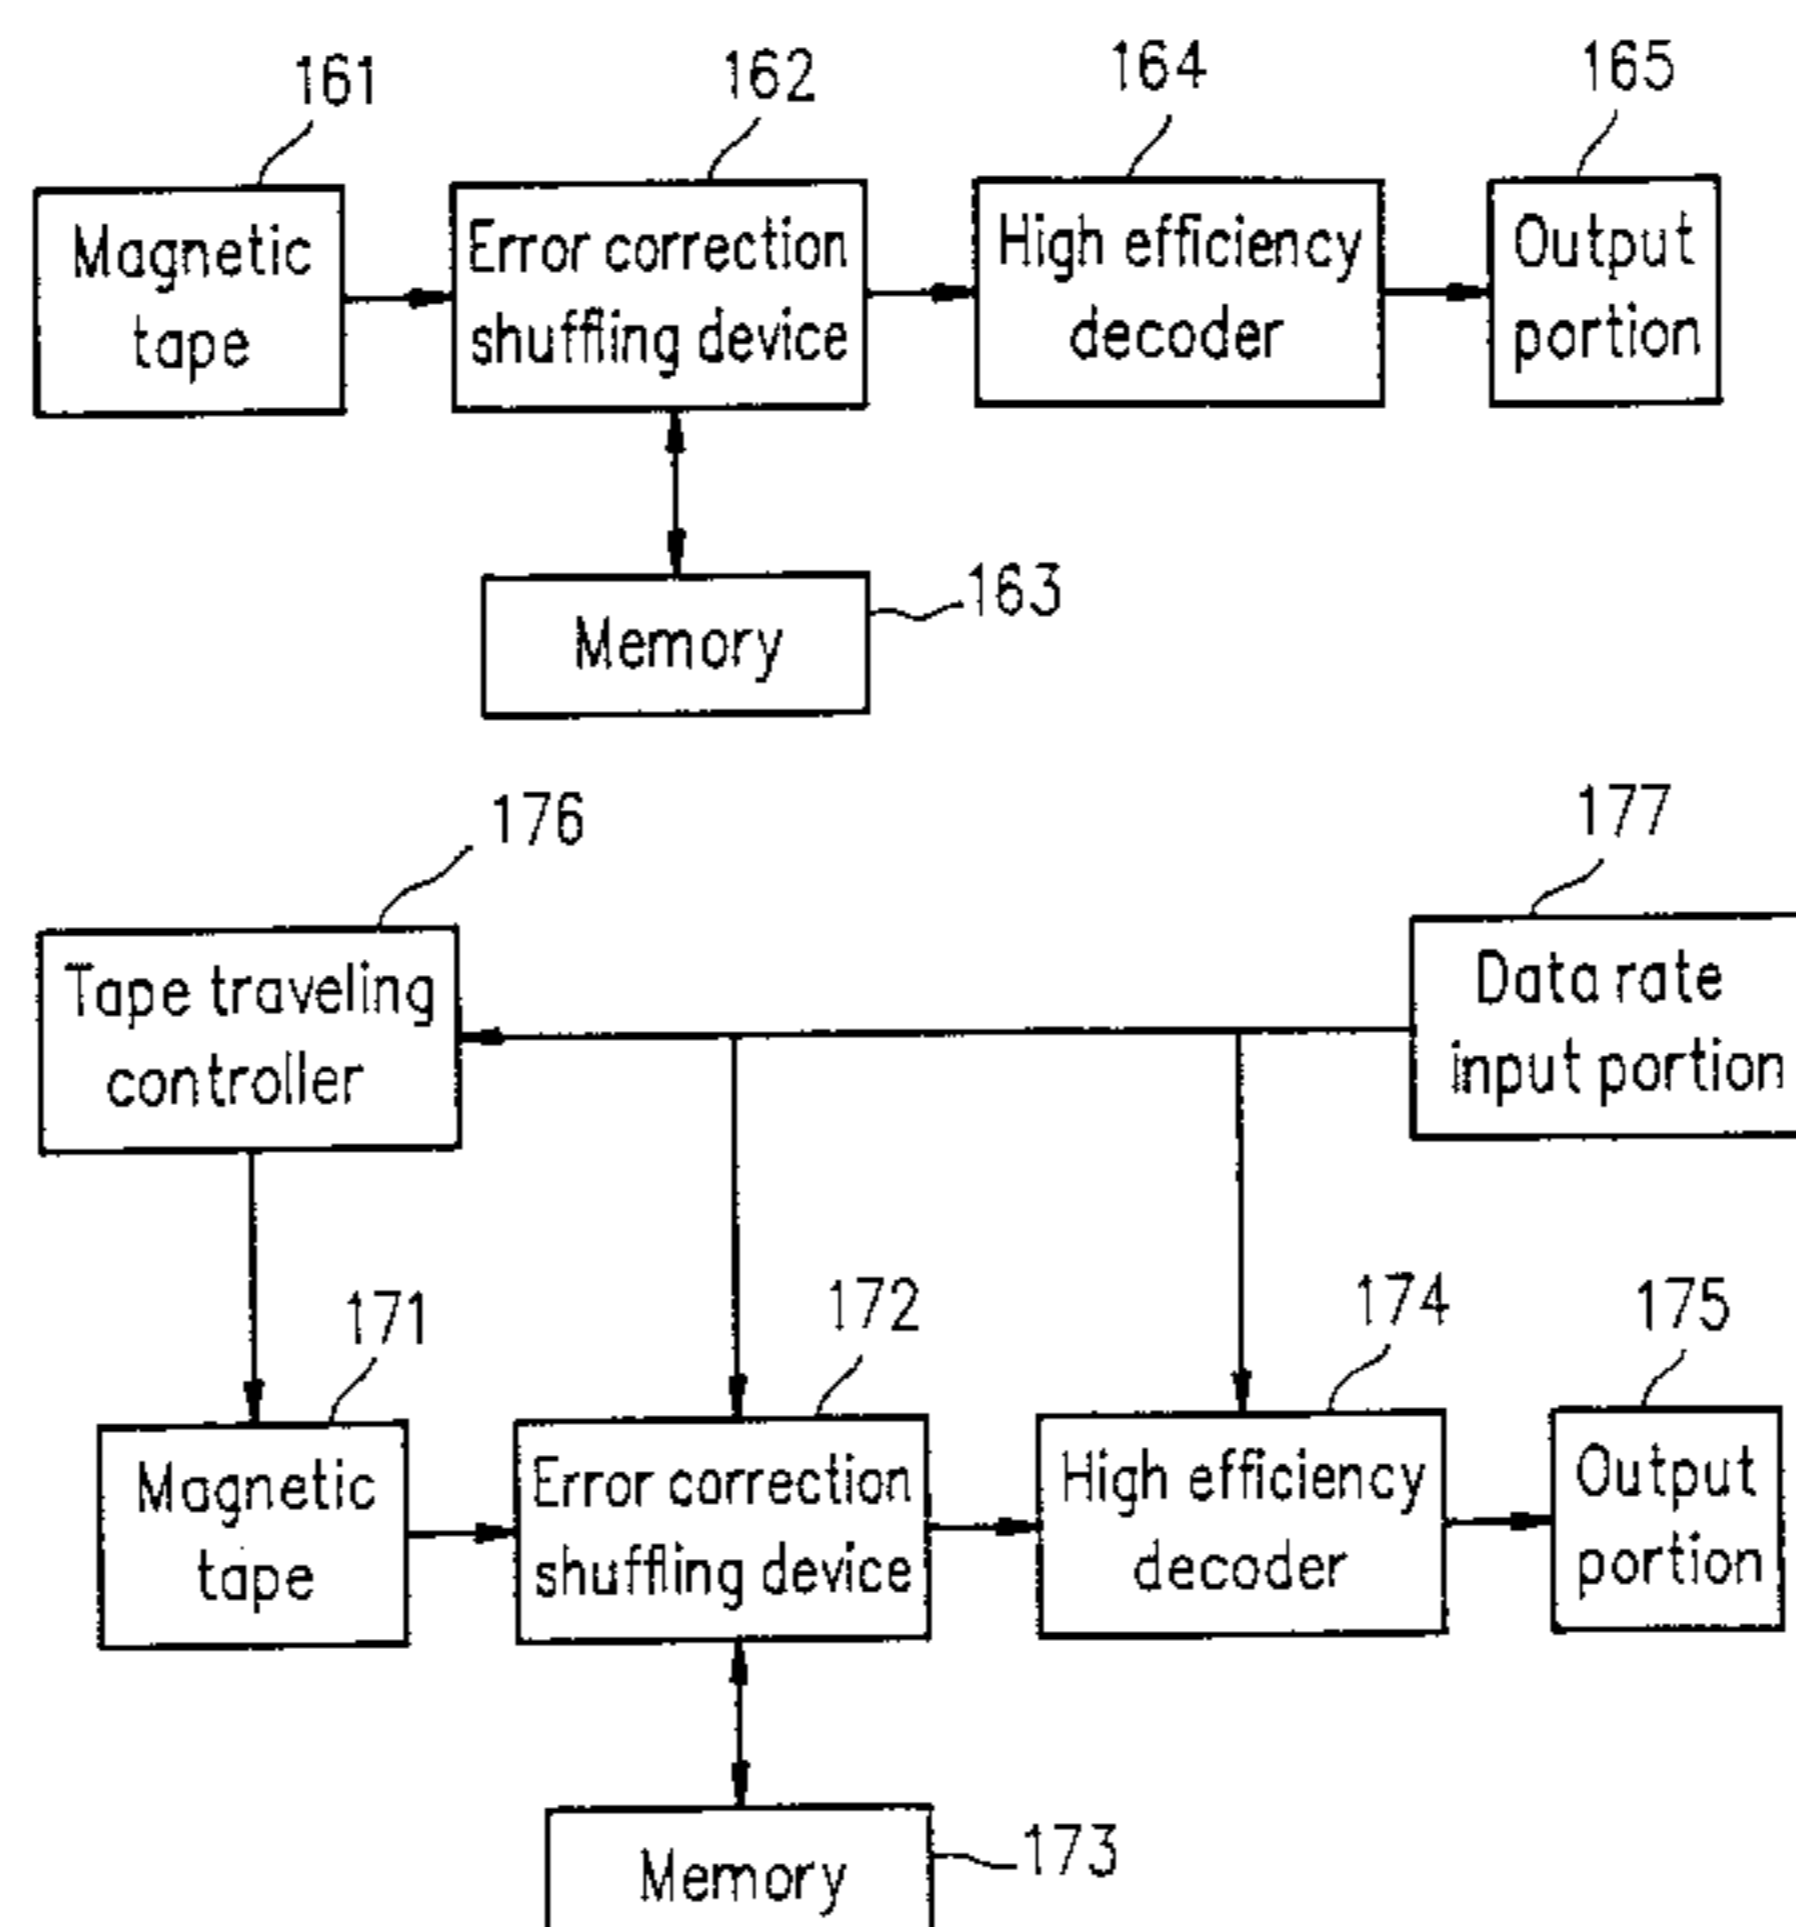 161
162
164
165
Magnetic
tape
Error correction
shuffling device
High efficiency
decoder
Output
portion
163
Memory
176
177
Tape traveling
controller
Data rate
input portion
171
172
174
175
Magnetic
tape
Error correction
shuffling device
High efficiency
decoder
Output
portion
173
Memory